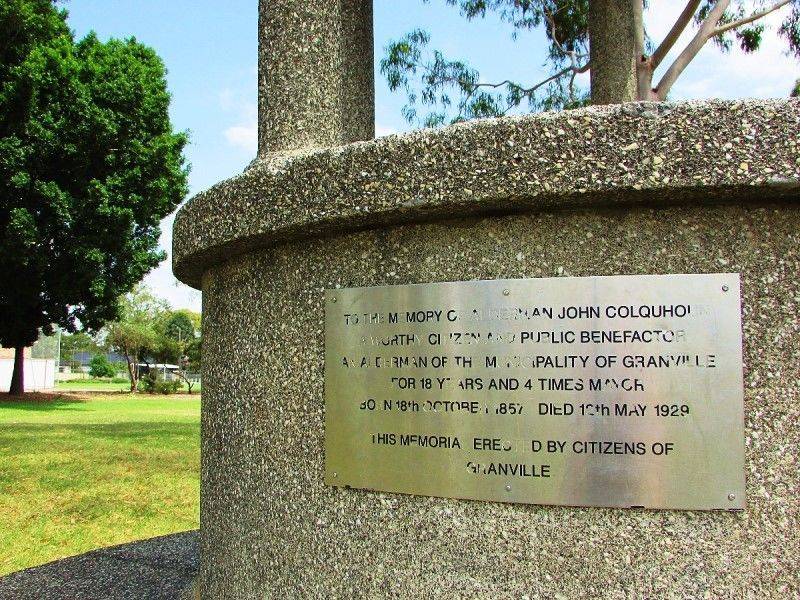 TO THE MEMORY OF ALDERMAN JOHN COLQUHOUN
A WORTHY CITIZEN AND PUBLIC BENEFACTOR
AN ALDERMAN OF THE MUNICIPALITY OF GRANVILLE
FOR 18 YEARS AND 4 TIMES MAYOR
BORN 18th OCTOBER DIED MAY 1929
THIS MEMORIAL ERECTED BY CITIZENS OF
GRANVILLE